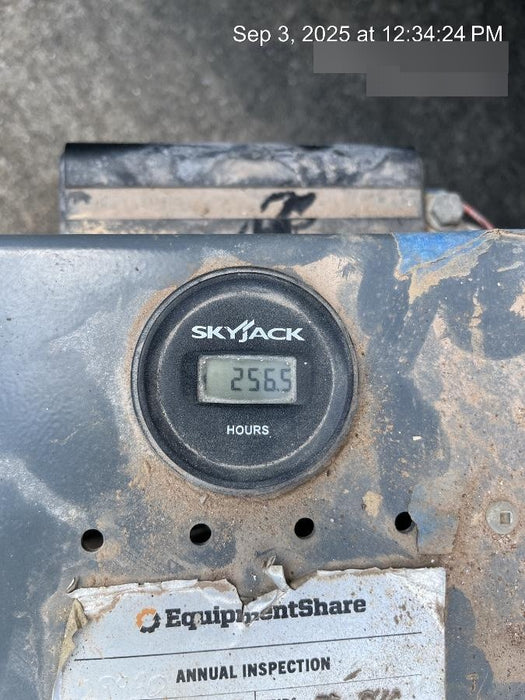 Sep 3, 2025 at 12:34:24 PM
SKYJACK
256.5
HOURS
EquipmentShare
ANNUAL INSPECTION